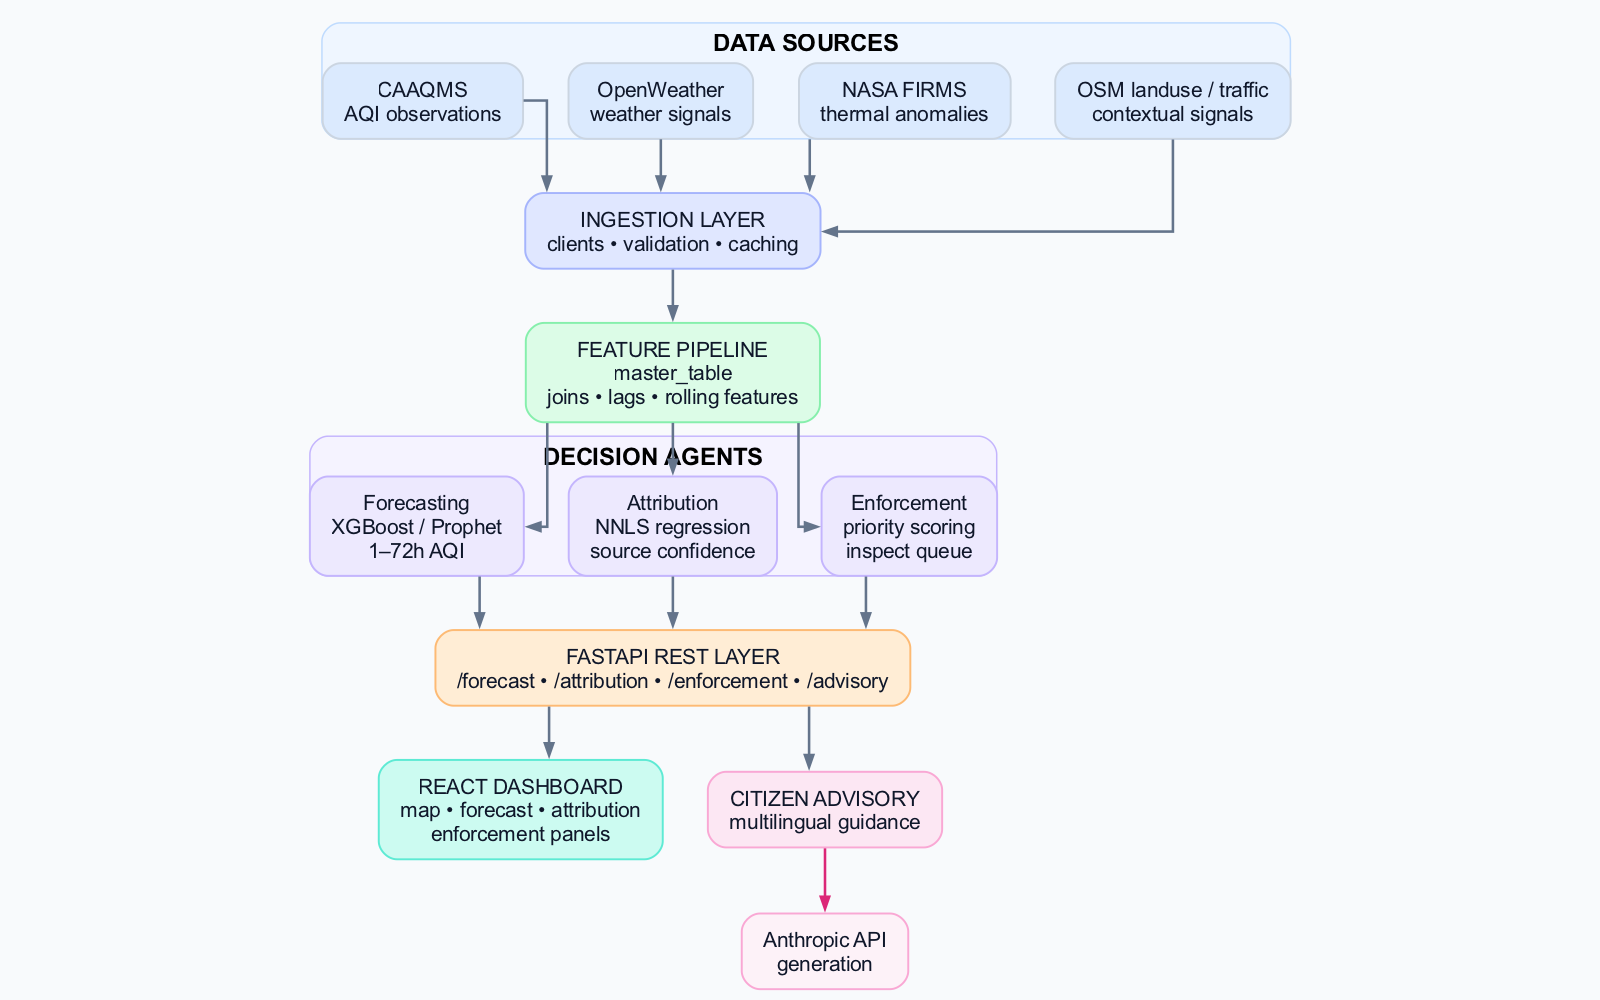 DATA SOURCES
CAAQMS
AQI observations
OpenWeather
weather signals
NASA FIRMS
thermal anomalies
OSM landuse / traffic
contextual signals
INGESTION LAYER
clients • validation • caching
FEATURE PIPELINE
master_table
joins • lags • rolling features
DECISION AGENTS
Forecasting
XGBoost / Prophet
1–72h AQI
Attribution
NNLS regression
source confidence
Enforcement
priority scoring
inspect queue
FASTAPI REST LAYER
/forecast • /attribution • /enforcement • /advisory
REACT DASHBOARD
map • forecast • attribution
enforcement panels
CITIZEN ADVISORY
multilingual guidance
Anthropic API
generation